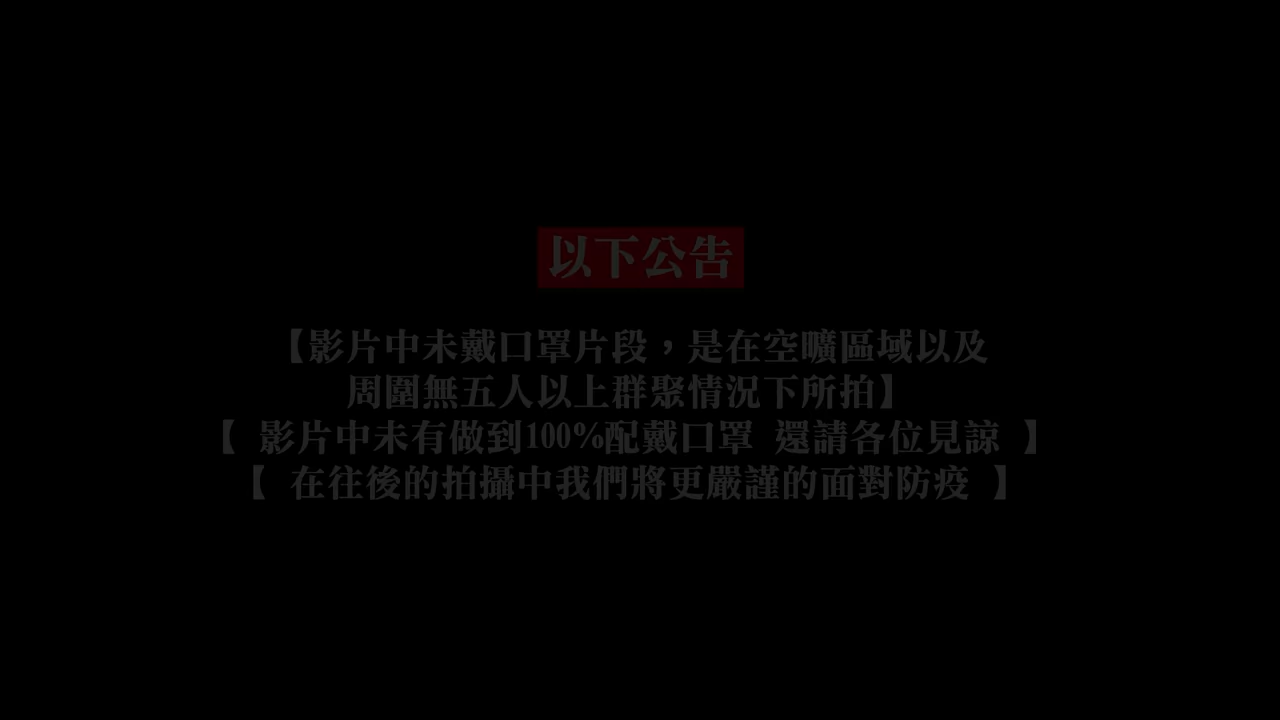 以下公告
【影片中未戴口罩片段，是在空曠區域以及
周圍無五人以上群聚情況下所拍】
【 影片中未有做到100%配戴口罩 還請各位見諒 】
【 在往後的拍攝中我們將更嚴謹的面對防疫 】